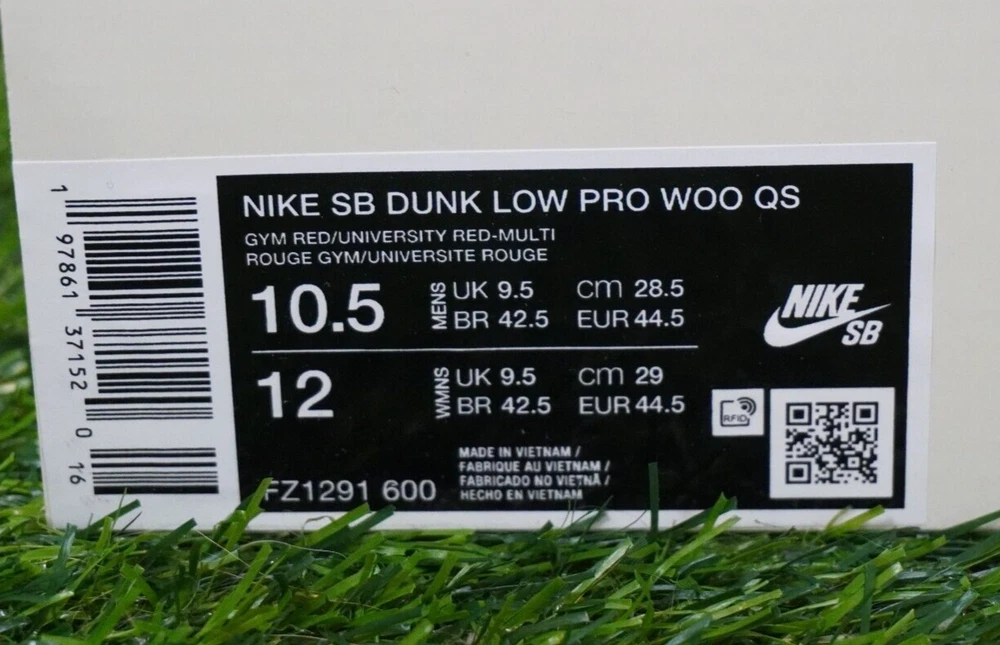 NIKE SB DUNK LOW PRO WOO QS
GYM RED/UNIVERSITY RED-MULTI
ROUGE GYM/UNIVERSITE ROUGE
10.5
MENS
UK 9.5 cm 28.5
BR 42.5 EUR 44.5
12
WMNS
UK 9.5 cm 29
BR 42.5 EUR 44.5
FZ1291 600
MADE IN VIETNAM /
FABRIQUE AU VIETNAM /
FABRICADO NO VIETNÃ /
HECHO EN VIETNAM
NIKE
SB
RFID
1 97861 37152 0 16